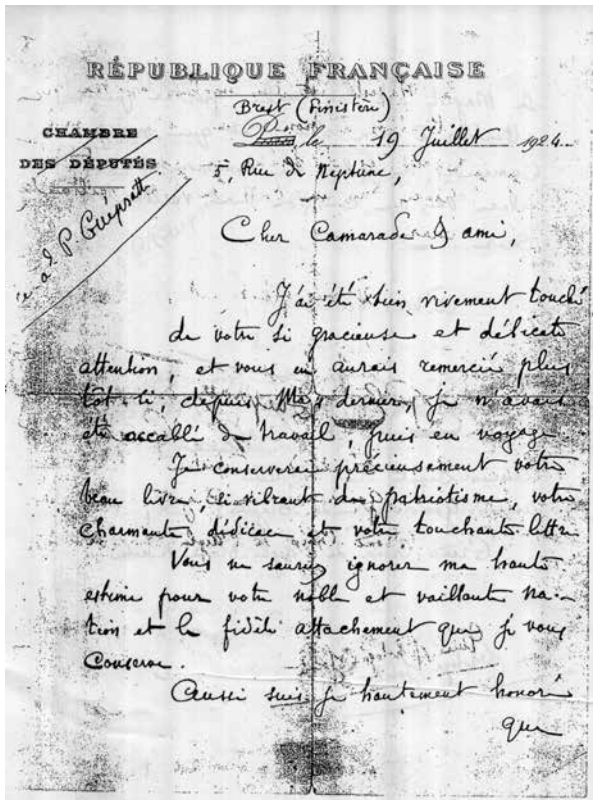 RÉPUBLIQUE FRANÇAISE
Brest (Finistère)
CHAMBRE
DES DÉPUTÉS
Paris, le 19 Juillet 1924
5, Rue de Neptune,
à P. Guépratte
Cher Camarade & ami,
J'ai été bien vivement touché
de votre si gracieuse et délicate
attention, et vous en aurais remercié plus
tôt si, depuis Mai dernier, je n'avais
été accablé de travail, puis en voyage
Je conserverai précieusement votre
beau livre, si vibrant de patriotisme, votre
charmante dédicace et votre touchante lettre
Vous ne sauriez ignorer ma haute
estime pour votre noble et vaillante na-
tion et le fidèle attachement que je vous
conserve.
Aussi suis je hautement honoré
que